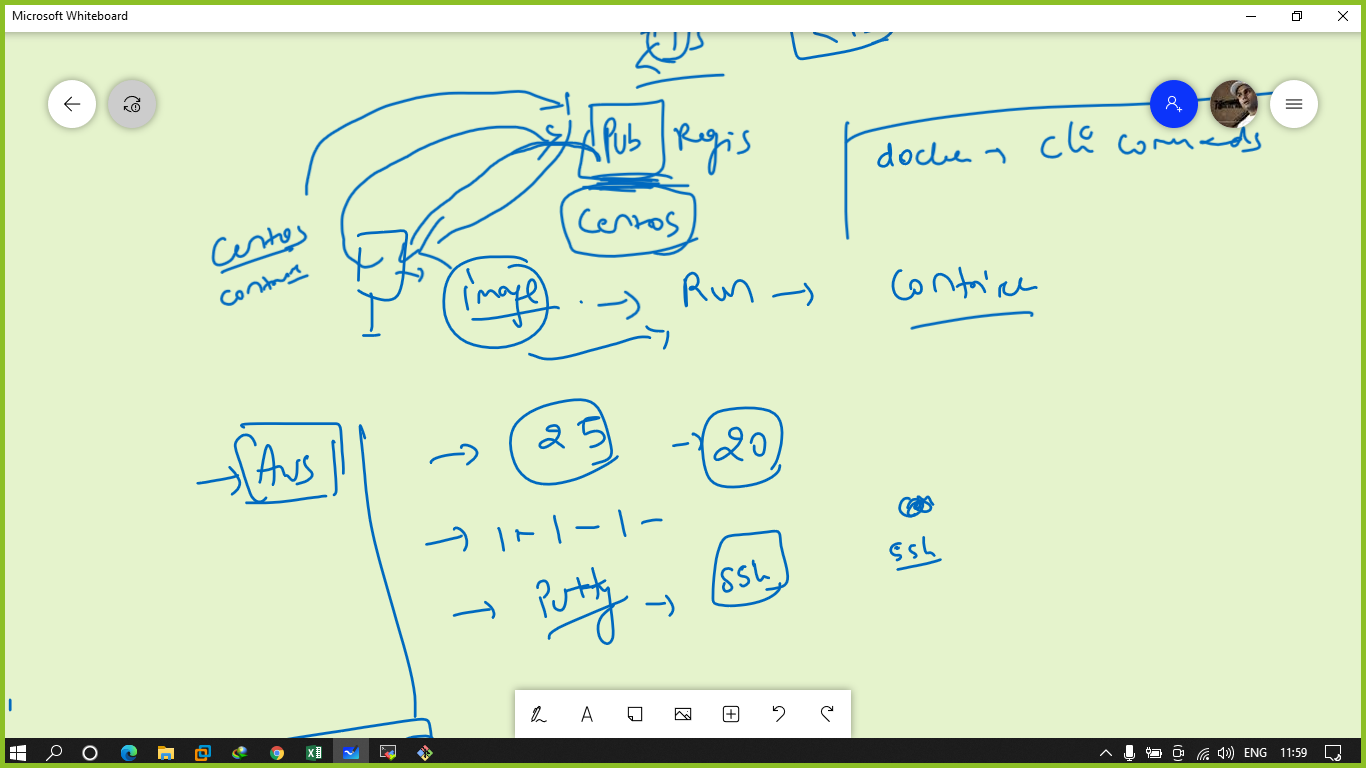 Microsoft Whiteboard
Pub Regis
docker → cli commands
Centos
Centos
image → Run → Container
Aws
→ 25 → 20
→ 1 - 1 - 1 -
ssh
→ Putty → ssh
ENG 11:59